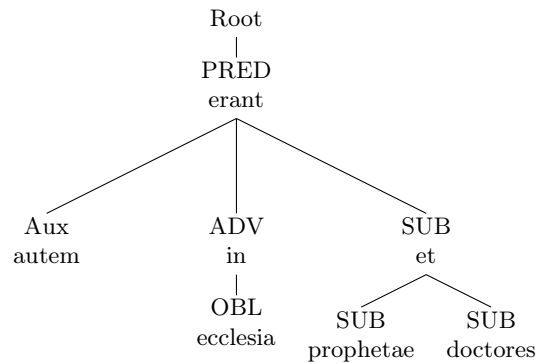 Root
PRED
erant
Aux ADV SUB
autem in et
OBL SUB SUB
ecclesia prophetae doctores